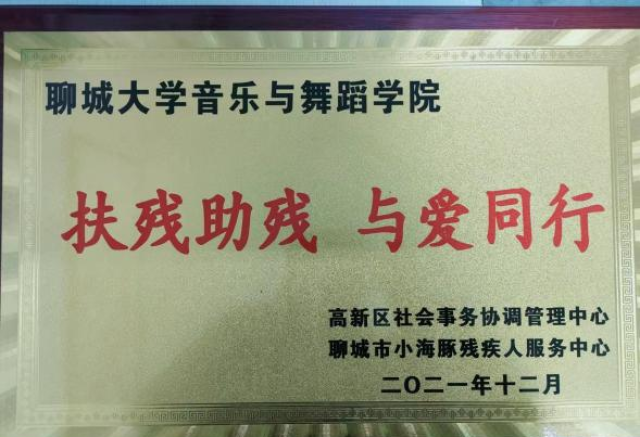 聊城大学音乐与舞蹈学院
扶残助残 与爱同行
高新区社会事务协调管理中心
聊城市小海豚残疾人服务中心
二〇二一年十二月